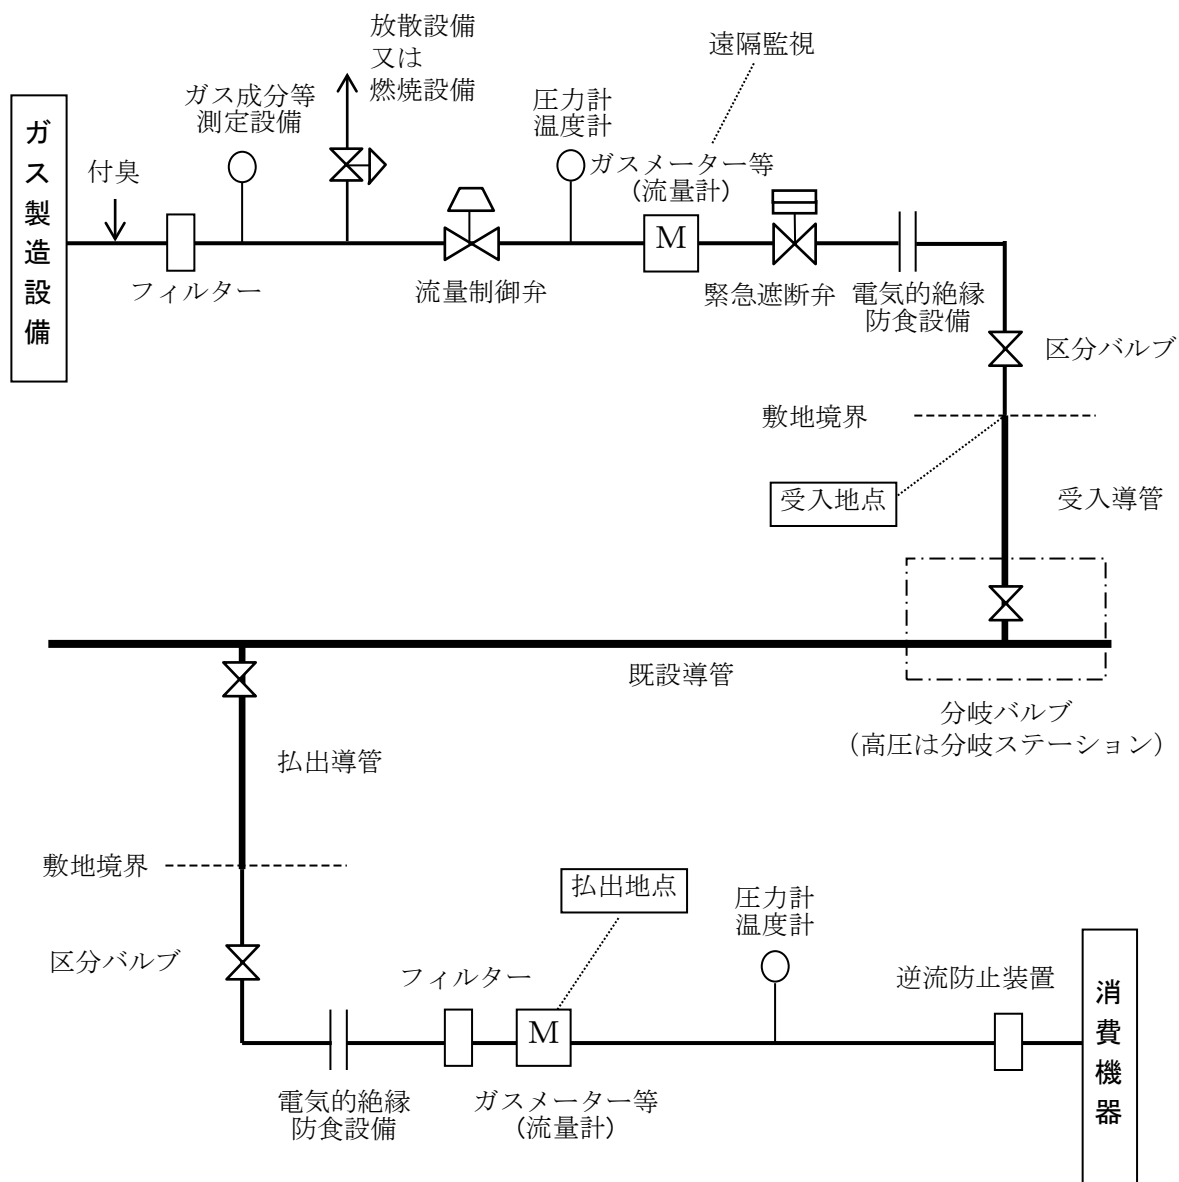 放散設備
又は
燃焼設備
遠隔監視
ガス成分等
測定設備
圧力計
温度計
ガス製造設備
付臭
ガスメーター等
(流量計)
M
フィルター
流量制御弁
緊急遮断弁
電気的絶縁
防食設備
区分バルブ
敷地境界
受入地点
受入導管
既設導管
分岐バルブ
（高圧は分岐ステーション）
払出導管
敷地境界
払出地点
圧力計
温度計
区分バルブ
フィルター
逆流防止装置
消費機器
M
電気的絶縁
防食設備
ガスメーター等
(流量計)